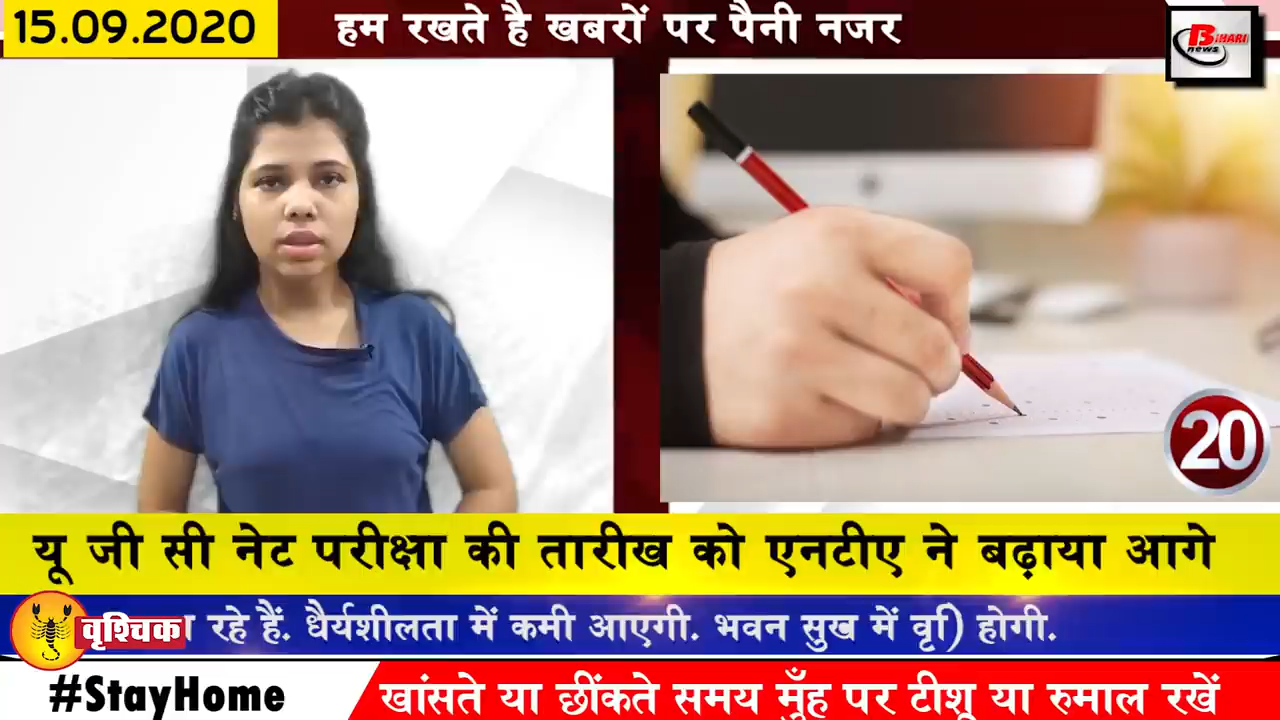 15.09.2020
हम रखते है खबरों पर पैनी नजर
BIHARI
news
20
यू जी सी नेट परीक्षा की तारीख को एनटीए ने बढ़ाया आगे
वृश्चिक
रहे हैं. धैर्यशीलता में कमी आएगी. भवन सुख में वृ्ि) होगी.
#StayHome
खांसते या छींकते समय मुँह पर टीशू या रुमाल रखें